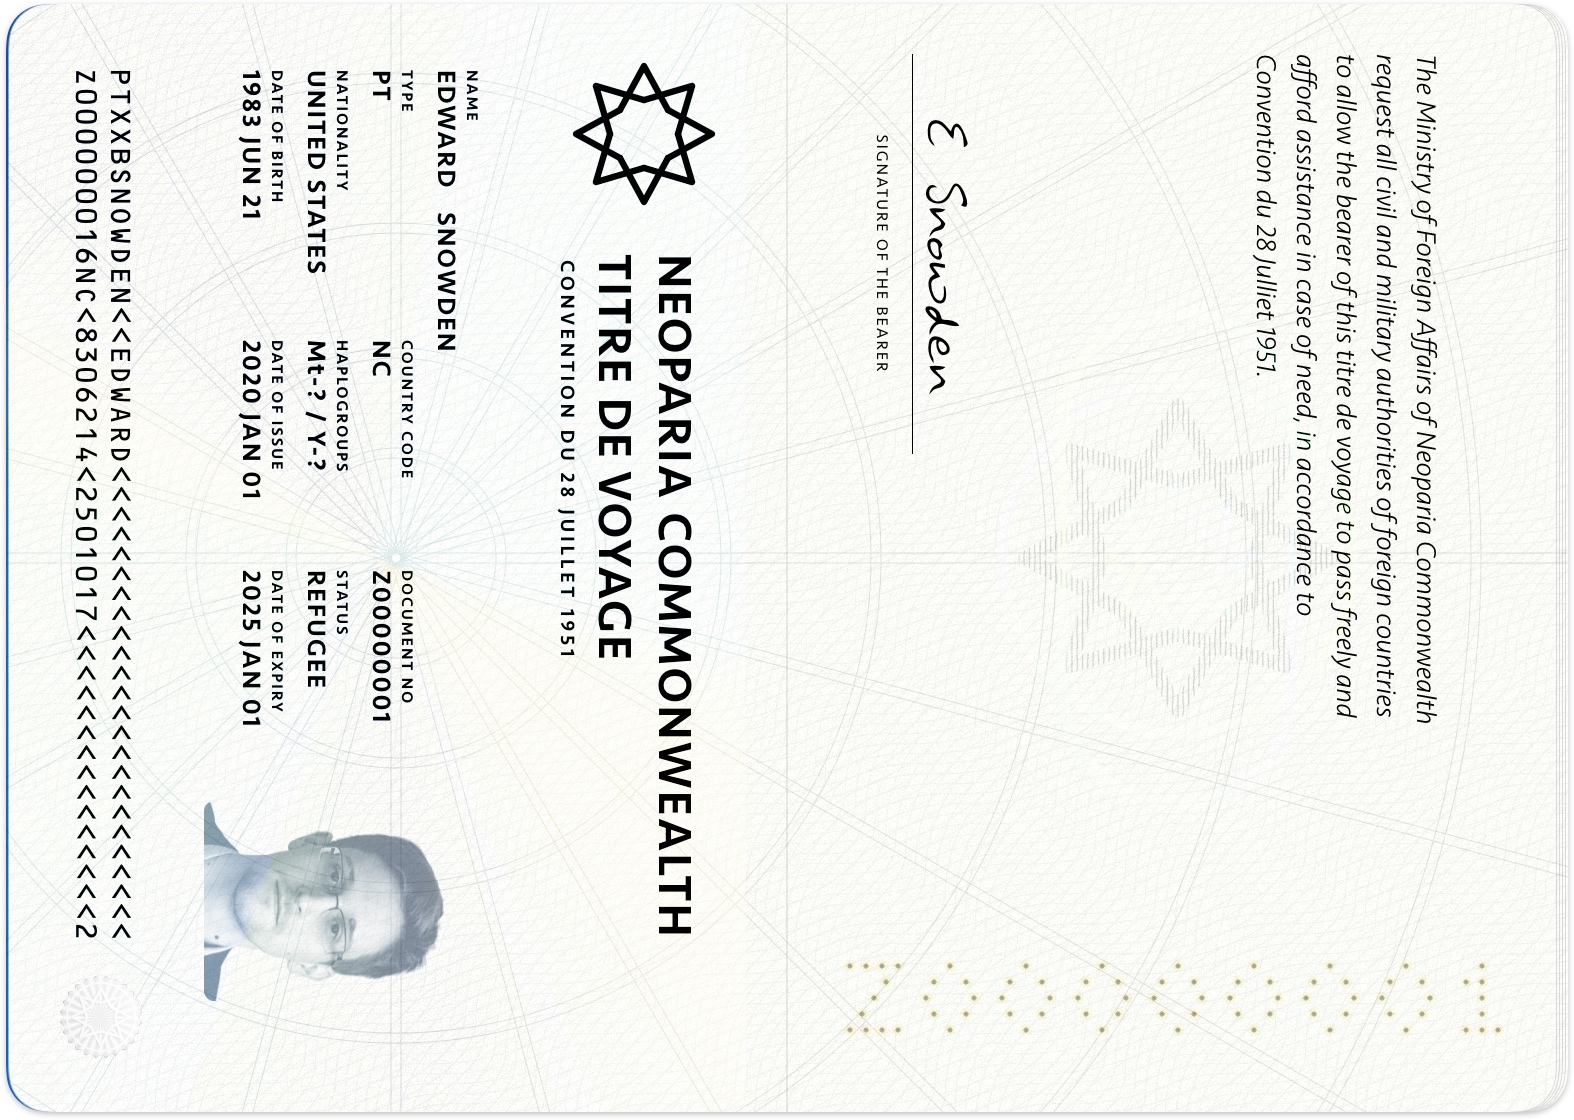 The Ministry of Foreign Affairs of Neoparia Commonwealth
request all civil and military authorities of foreign countries
to allow the bearer of this titre de voyage to pass freely and
afford assistance in case of need, in accordance to
Convention du 28 Julliet 1951.
E Snowden
SIGNATURE OF THE BEARER
Z00000001
NEOPARIA COMMONWEALTH
TITRE DE VOYAGE
CONVENTION DU 28 JUILLET 1951
NAME
EDWARD SNOWDEN
TYPE COUNTRY CODE DOCUMENT NO
PT NC Z00000001
NATIONALITY HAPLOGROUPS STATUS
UNITED STATES Mt-? / Y-? REFUGEE
DATE OF BIRTH DATE OF ISSUE DATE OF EXPIRY
1983 JUN 21 2020 JAN 01 2025 JAN 01
PTXXBSNOWDEN<<EDWARD<<<<<<<<<<<<<<<<<<<<<<<<
Z000000016NC<8306214<2501017<<<<<<<<<<<<<<<2